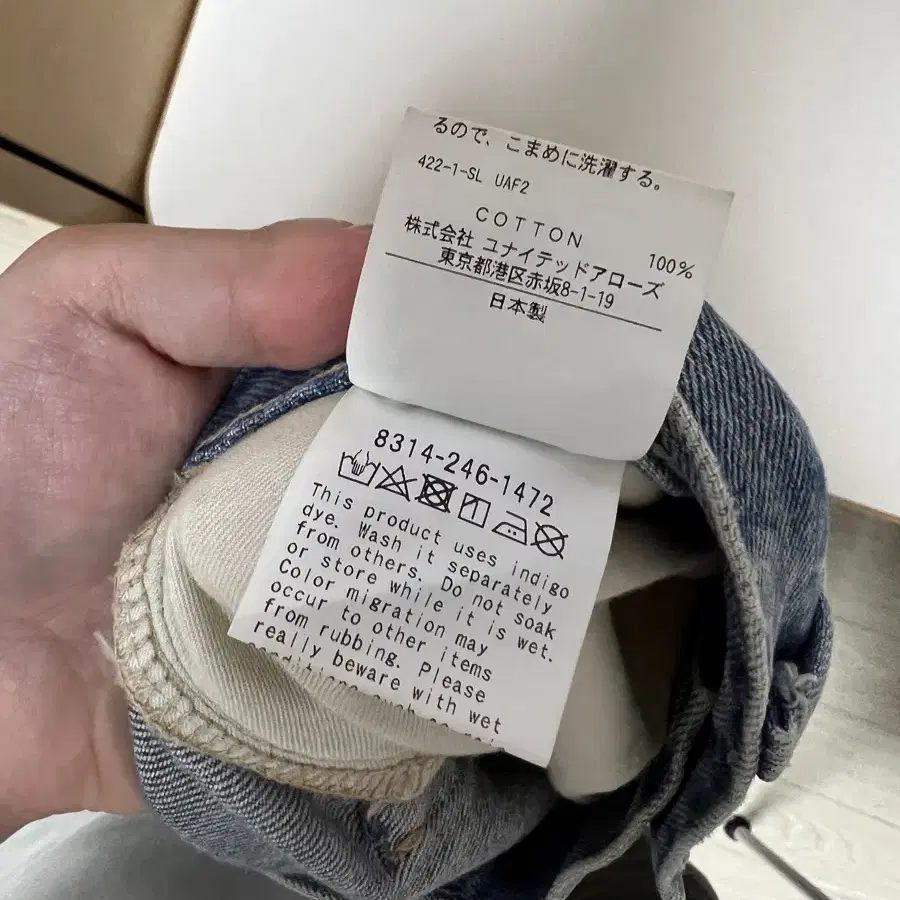 るので、こまめに洗濯する。
422-1-SL UAF2
COTTON 100%
株式会社 ユナイテッドアローズ
東京都港区赤坂8-1-19
日本製
8314-246-1472
This product uses indigo
dye. Wash it separately
from others. Do not soak
or store while it is wet.
Color migration may
occur to other items
from rubbing. Please
really beware with wet